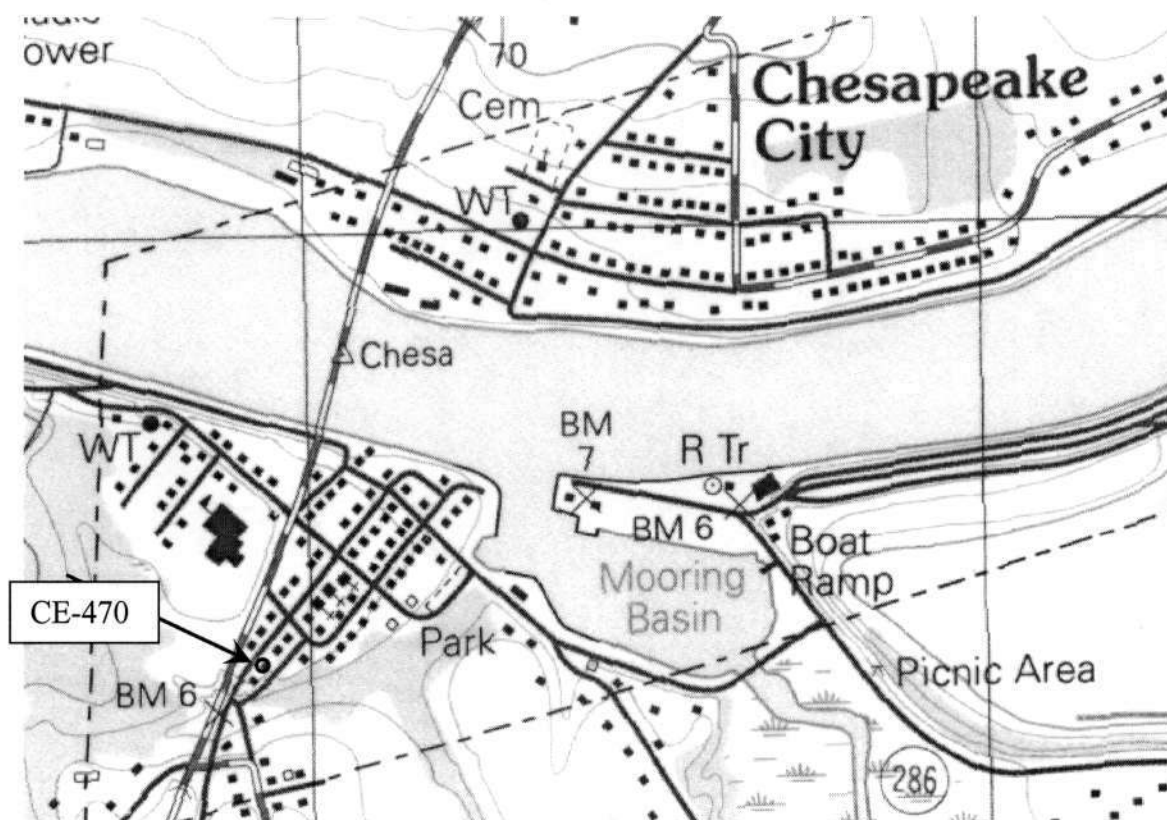 ower
70
Cem
Chesapeake
City
WT
Chesa
WT
BM
7
R Tr
BM 6
Boat
Ramp
Mooring
Basin
CE-470
Park
BM 6
Picnic Area
286